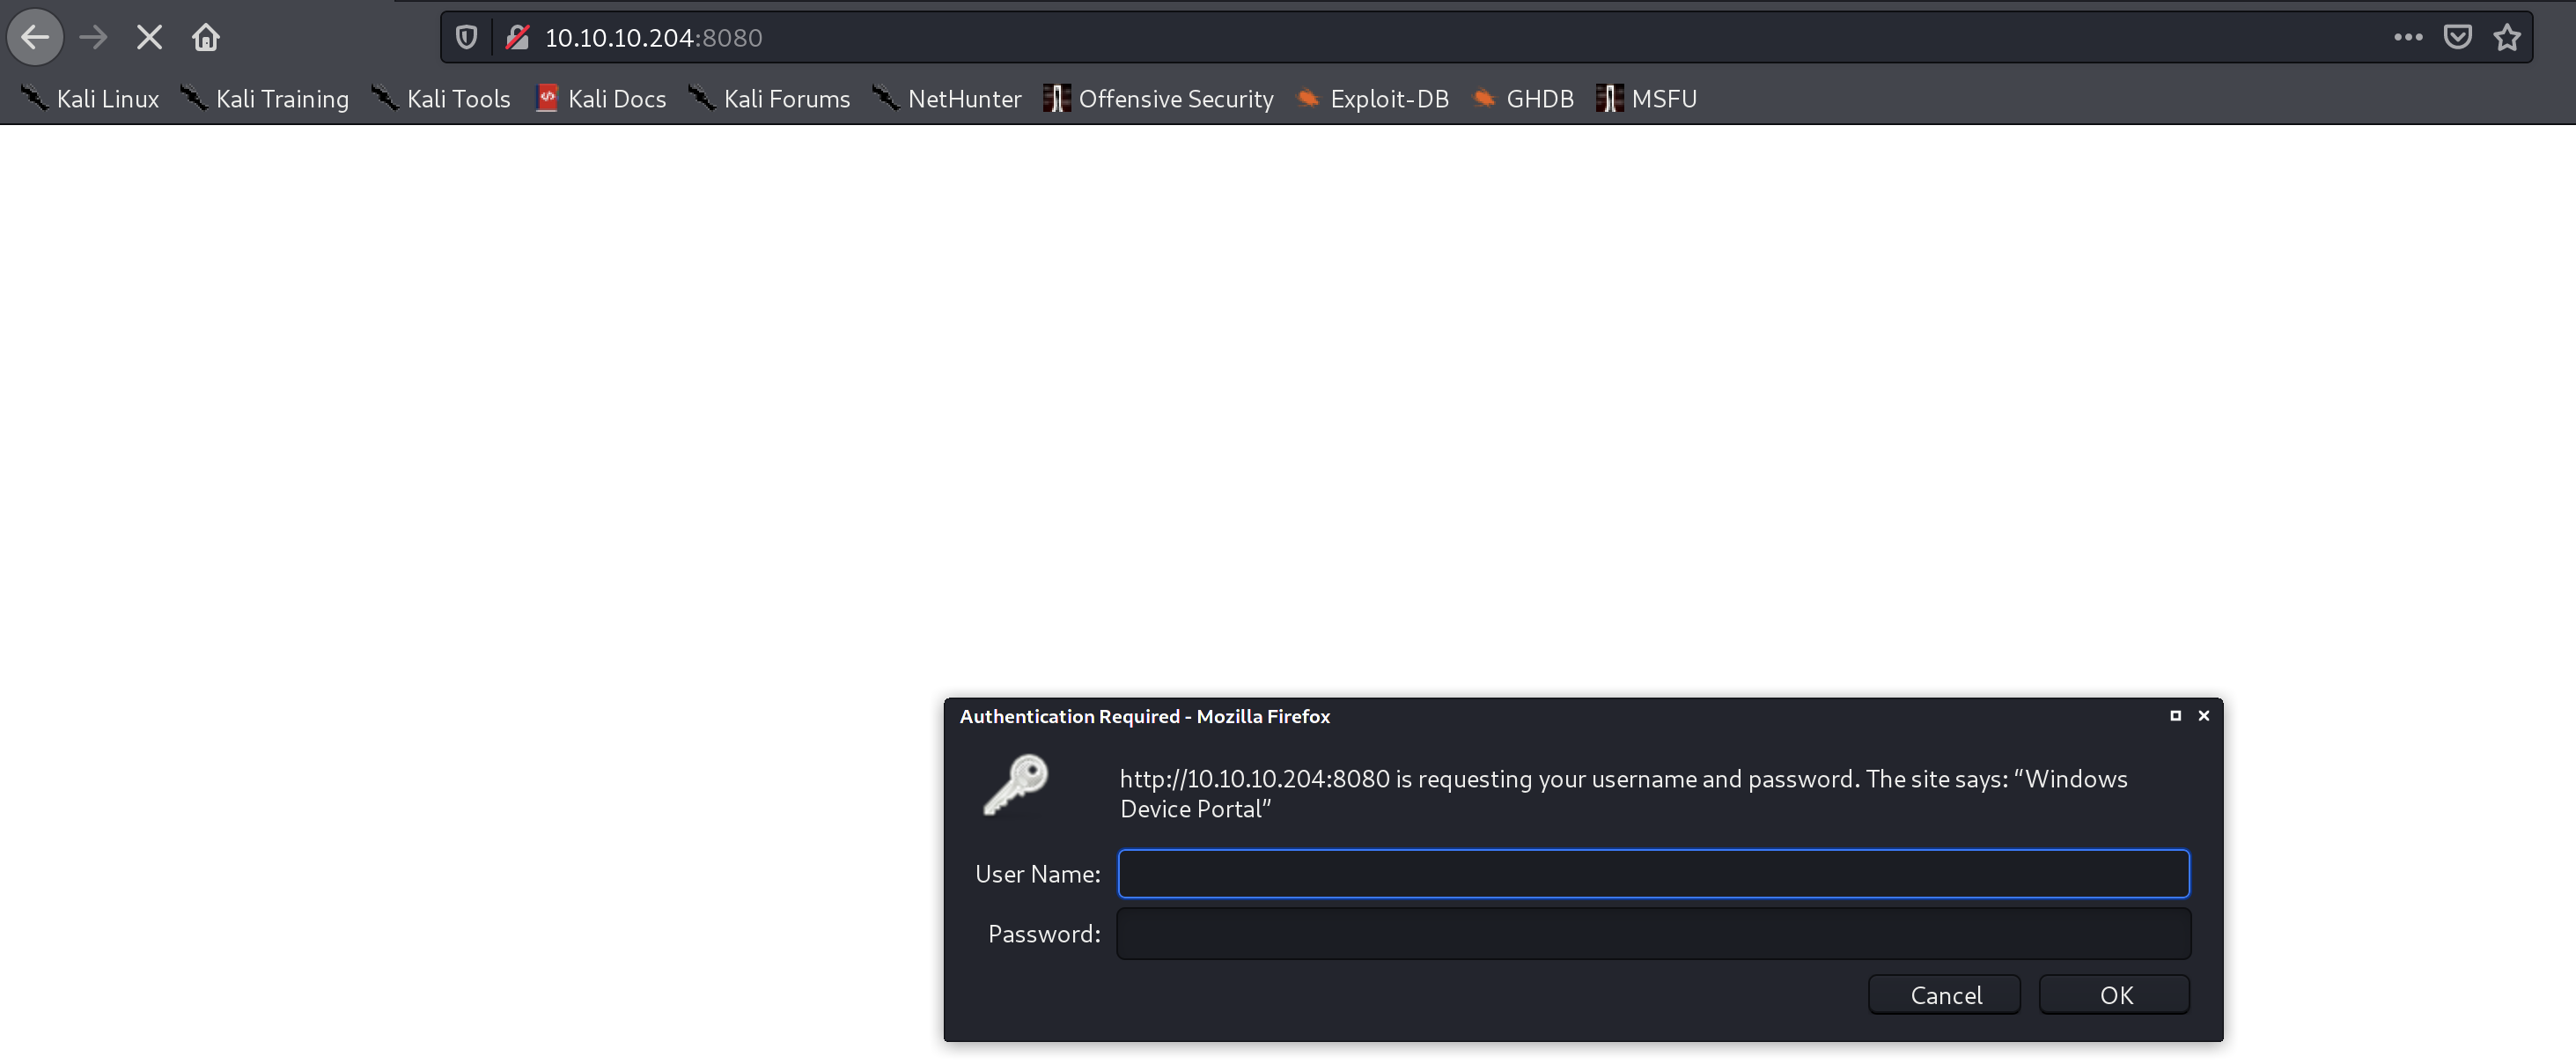 10.10.10.204:8080
Kali Linux Kali Training Kali Tools Kali Docs Kali Forums NetHunter Offensive Security Exploit-DB GHDB MSFU
Authentication Required - Mozilla Firefox
http://10.10.10.204:8080 is requesting your username and password. The site says: “Windows
Device Portal”
User Name:
Password:
Cancel OK